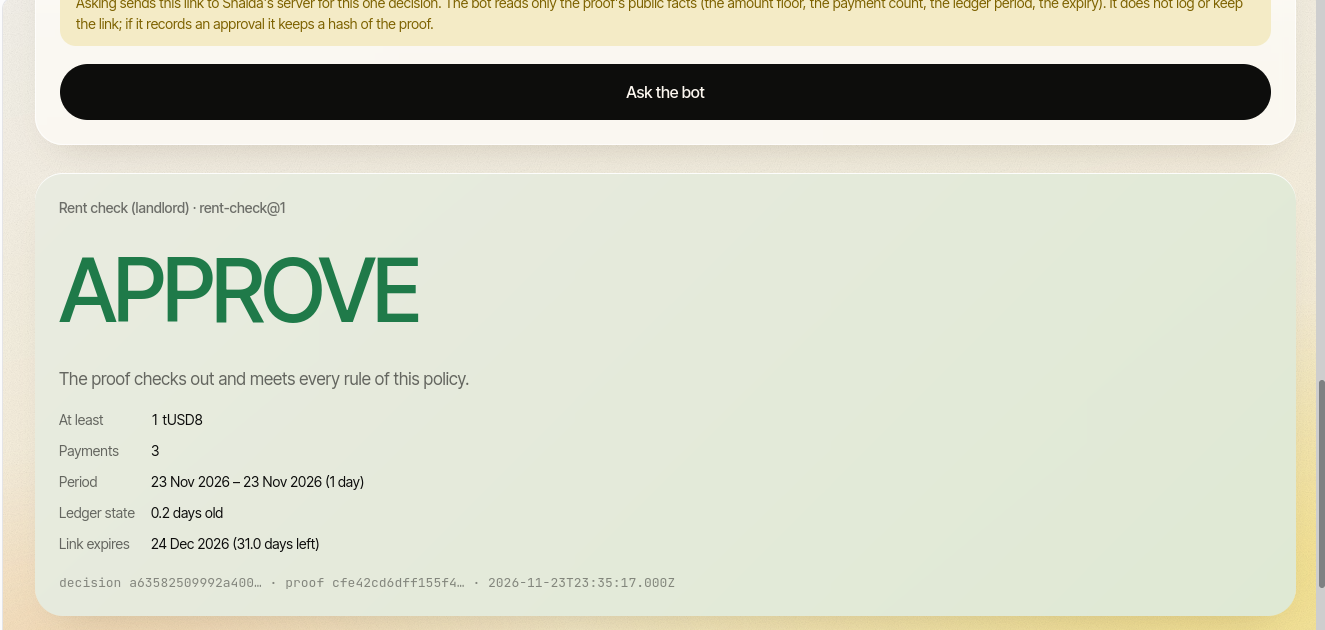 Asking sends this link to Shaida's server for this one decision. The bot reads only the proof's public facts (the amount floor, the payment count, the ledger period, the expiry). It does not log or keep
the link; if it records an approval it keeps a hash of the proof.
Ask the bot
Rent check (landlord) · rent-check@1
APPROVE
The proof checks out and meets every rule of this policy.
At least 1 tUSD8
Payments 3
Period 23 Nov 2026 – 23 Nov 2026 (1 day)
Ledger state 0.2 days old
Link expires 24 Dec 2026 (31.0 days left)
decision a63582509992a400… · proof cfe42cd6dff155f4… · 2026-11-23T23:35:17.000Z